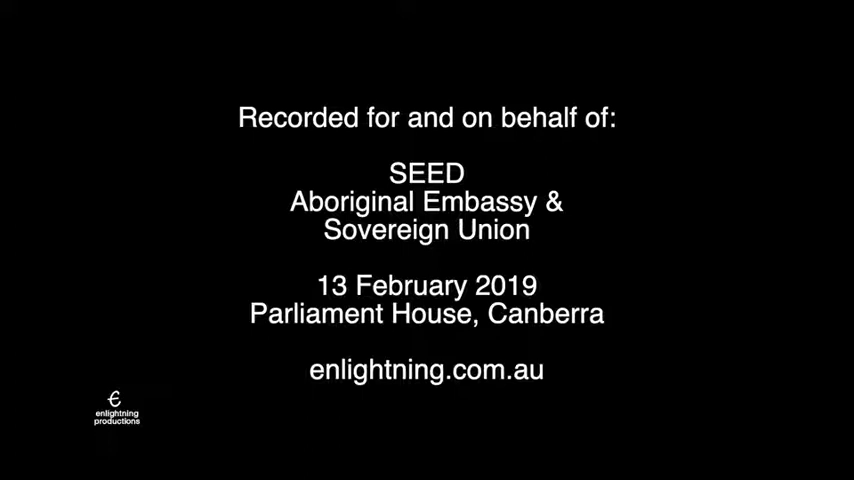 Recorded for and on behalf of:
SEED
Aboriginal Embassy &
Sovereign Union
13 February 2019
Parliament House, Canberra
enlightning.com.au
€
enlightning
productions